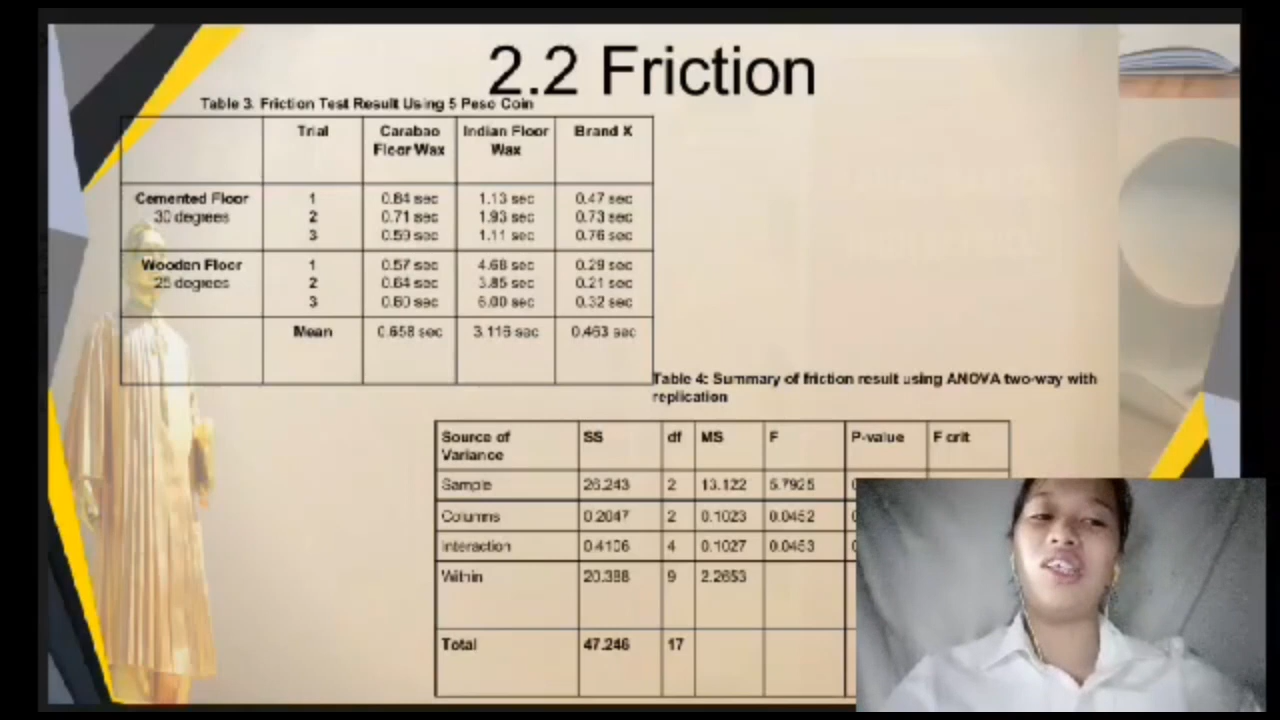 2.2 Friction
Table 3. Friction Test Result Using 5 Peso Coin
Trial Carabao Floor Wax Indian Floor Wax Brand X
Cemented Floor 1 0.84 sec 1.13 sec 0.47 sec
30 degrees 2 0.71 sec 1.93 sec 0.73 sec
3 0.59 sec 1.11 sec 0.76 sec
Wooden Floor 1 0.57 sec 4.68 sec 0.29 sec
25 degrees 2 0.64 sec 3.85 sec 0.21 sec
3 0.60 sec 6.00 sec 0.32 sec
Mean 0.658 sec 3.116 sec 0.463 sec
Table 4: Summary of friction result using ANOVA two-way with
replication
Source of Variance SS df MS F P-value F crit
Sample 26.243 2 13.122 5.7925
Columns 0.2047 2 0.1023 0.0452
Interaction 0.4106 4 0.1027 0.0453
Within 20.388 9 2.2653
Total 47.246 17